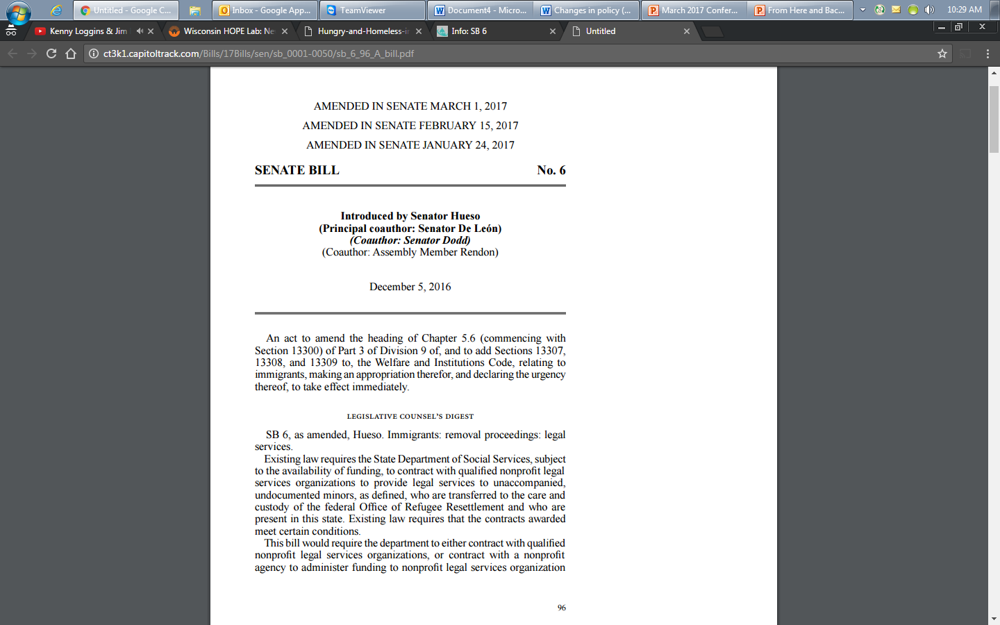 Untitled - Google C...
Inbox - Google App...
TeamViewer
Document4 - Micro...
Changes in policy (...
March 2017 Confer...
From Here and Bac...
10:29 AM
Kenny Loggins & Jim
Wisconsin HOPE Lab: Ne
Hungry-and-Homeless-in
Info: SB 6
Untitled
ct3k1.capitoltrack.com/Bills/17Bills/sen/sb_0001-0050/sb_6_96_A_bill.pdf
AMENDED IN SENATE MARCH 1, 2017
AMENDED IN SENATE FEBRUARY 15, 2017
AMENDED IN SENATE JANUARY 24, 2017
SENATE BILL No. 6
Introduced by Senator Hueso
(Principal coauthor: Senator De León)
(Coauthor: Senator Dodd)
(Coauthor: Assembly Member Rendon)
December 5, 2016
An act to amend the heading of Chapter 5.6 (commencing with
Section 13300) of Part 3 of Division 9 of, and to add Sections 13307,
13308, and 13309 to, the Welfare and Institutions Code, relating to
immigrants, making an appropriation therefor, and declaring the urgency
thereof, to take effect immediately.
LEGISLATIVE COUNSEL'S DIGEST
SB 6, as amended, Hueso. Immigrants: removal proceedings: legal
services.
Existing law requires the State Department of Social Services, subject
to the availability of funding, to contract with qualified nonprofit legal
services organizations to provide legal services to unaccompanied,
undocumented minors, as defined, who are transferred to the care and
custody of the federal Office of Refugee Resettlement and who are
present in this state. Existing law requires that the contracts awarded
meet certain conditions.
This bill would require the department to either contract with qualified
nonprofit legal services organizations, or contract with a nonprofit
agency to administer funding to nonprofit legal services organization
96